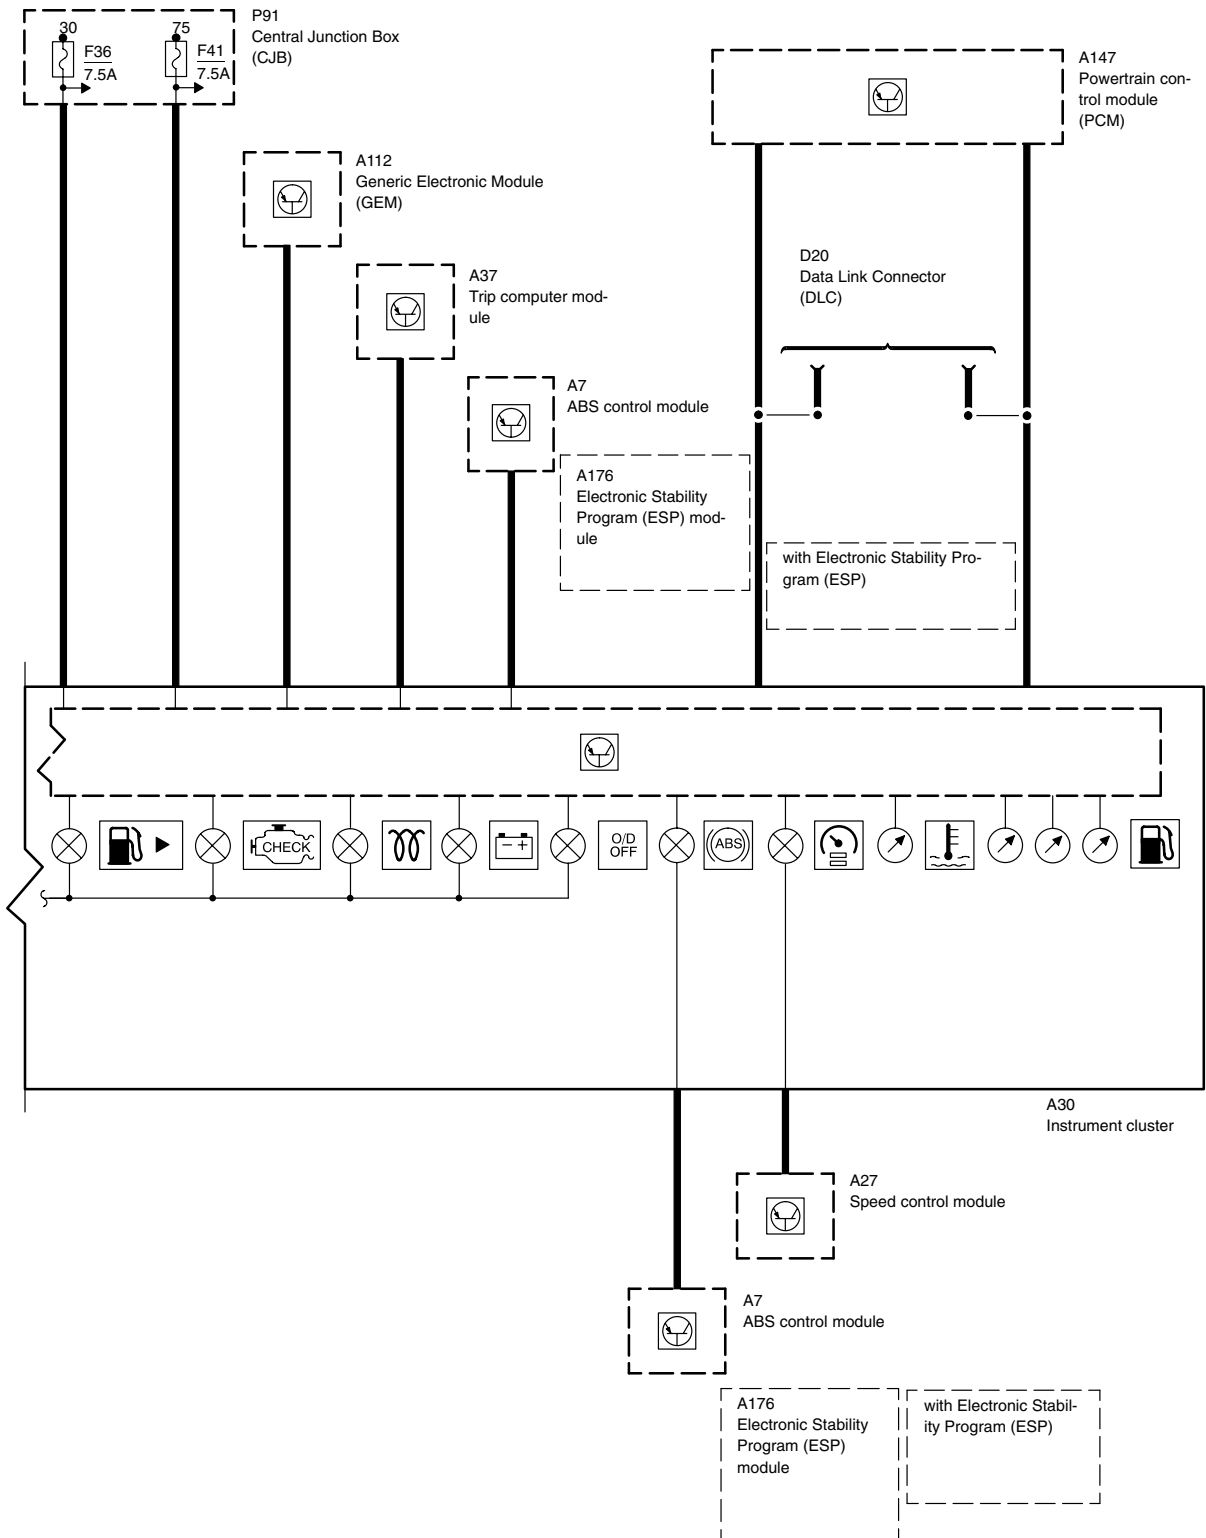 P91
Central Junction Box
(CJB)
30
75
F36
7.5A
F41
7.5A
A147
Powertrain con-
trol module
(PCM)
A112
Generic Electronic Module
(GEM)
A37
Trip computer mod-
ule
D20
Data Link Connector
(DLC)
A7
ABS control module
A176
Electronic Stability
Program (ESP) mod-
ule
with Electronic Stability Pro-
gram (ESP)
CHECK
- +
O/D
OFF
ABS
A30
Instrument cluster
A27
Speed control module
A7
ABS control module
A176
Electronic Stability
Program (ESP)
module
with Electronic Stabil-
ity Program (ESP)